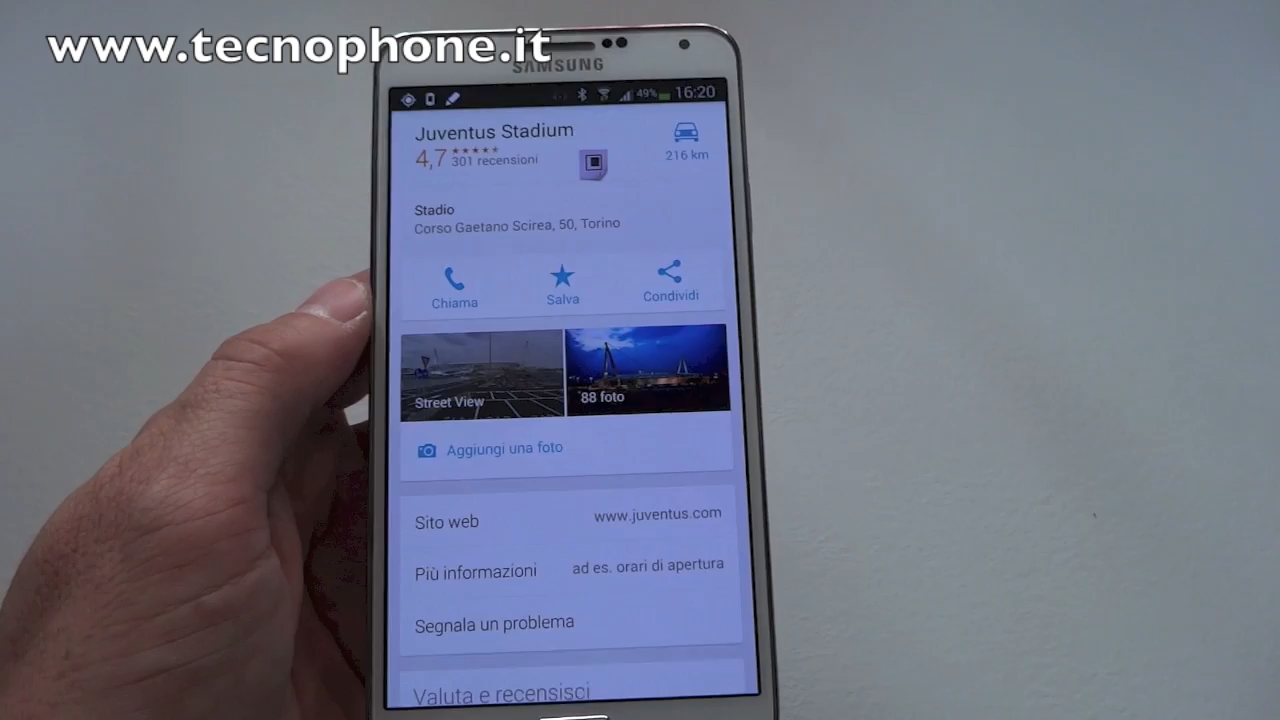 www.tecnophone.it
SAMSUNG
49% 16:20
Juventus Stadium
4,7 301 recensioni
216 km
Stadio
Corso Gaetano Scirea, 50, Torino
Chiama Salva Condividi
Street View 88 foto
Aggiungi una foto
Sito web www.juventus.com
Più informazioni ad es. orari di apertura
Segnala un problema
Valuta e recensisci